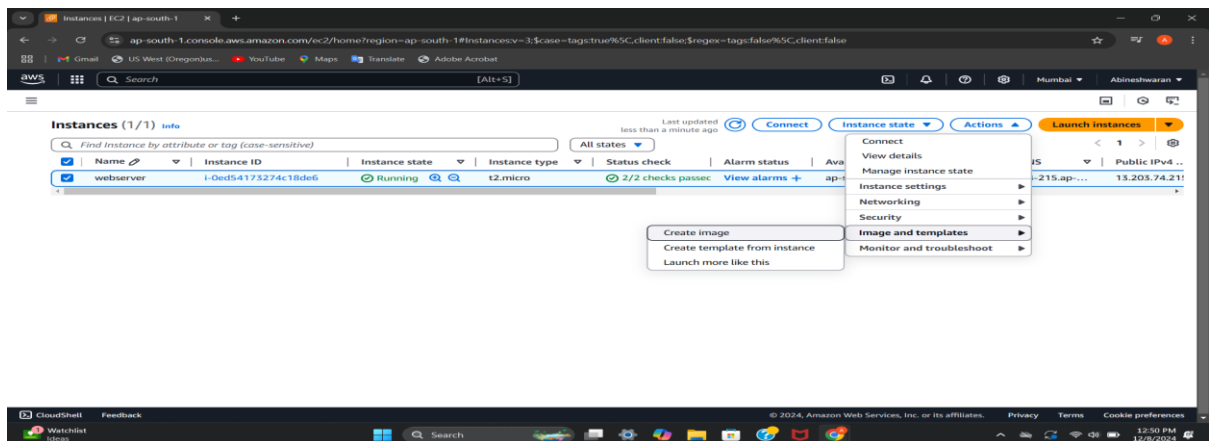 Instances | EC2 | ap-south-1
ap-south-1.console.aws.amazon.com/ec2/home?region=ap-south-1#Instances:v=3;$case=tags:true%5C,client:false;$regex=tags:false%5C,client:false
Gmail US West (Oregon)us... YouTube Maps Translate Adobe Acrobat
aws Search [Alt+S] Mumbai Abineshwaran
Instances (1/1) Info
Last updated
less than a minute ago
Connect Instance state Actions Launch instances
Find Instance by attribute or tag (case-sensitive) All states 1
Name Instance ID Instance state Instance type Status check Alarm status Ava IS Public IPv4 ..
webserver i-0ed54173274c18de6 Running t2.micro 2/2 checks passec View alarms + ap-s -215.ap-... 13.203.74.21
Connect
View details
Manage instance state
Instance settings
Networking
Security
Image and templates
Monitor and troubleshoot
Create image
Create template from instance
Launch more like this
CloudShell Feedback © 2024, Amazon Web Services, Inc. or its affiliates. Privacy Terms Cookie preferences
Watchlist
Ideas
Search
12:50 PM
12/8/2024